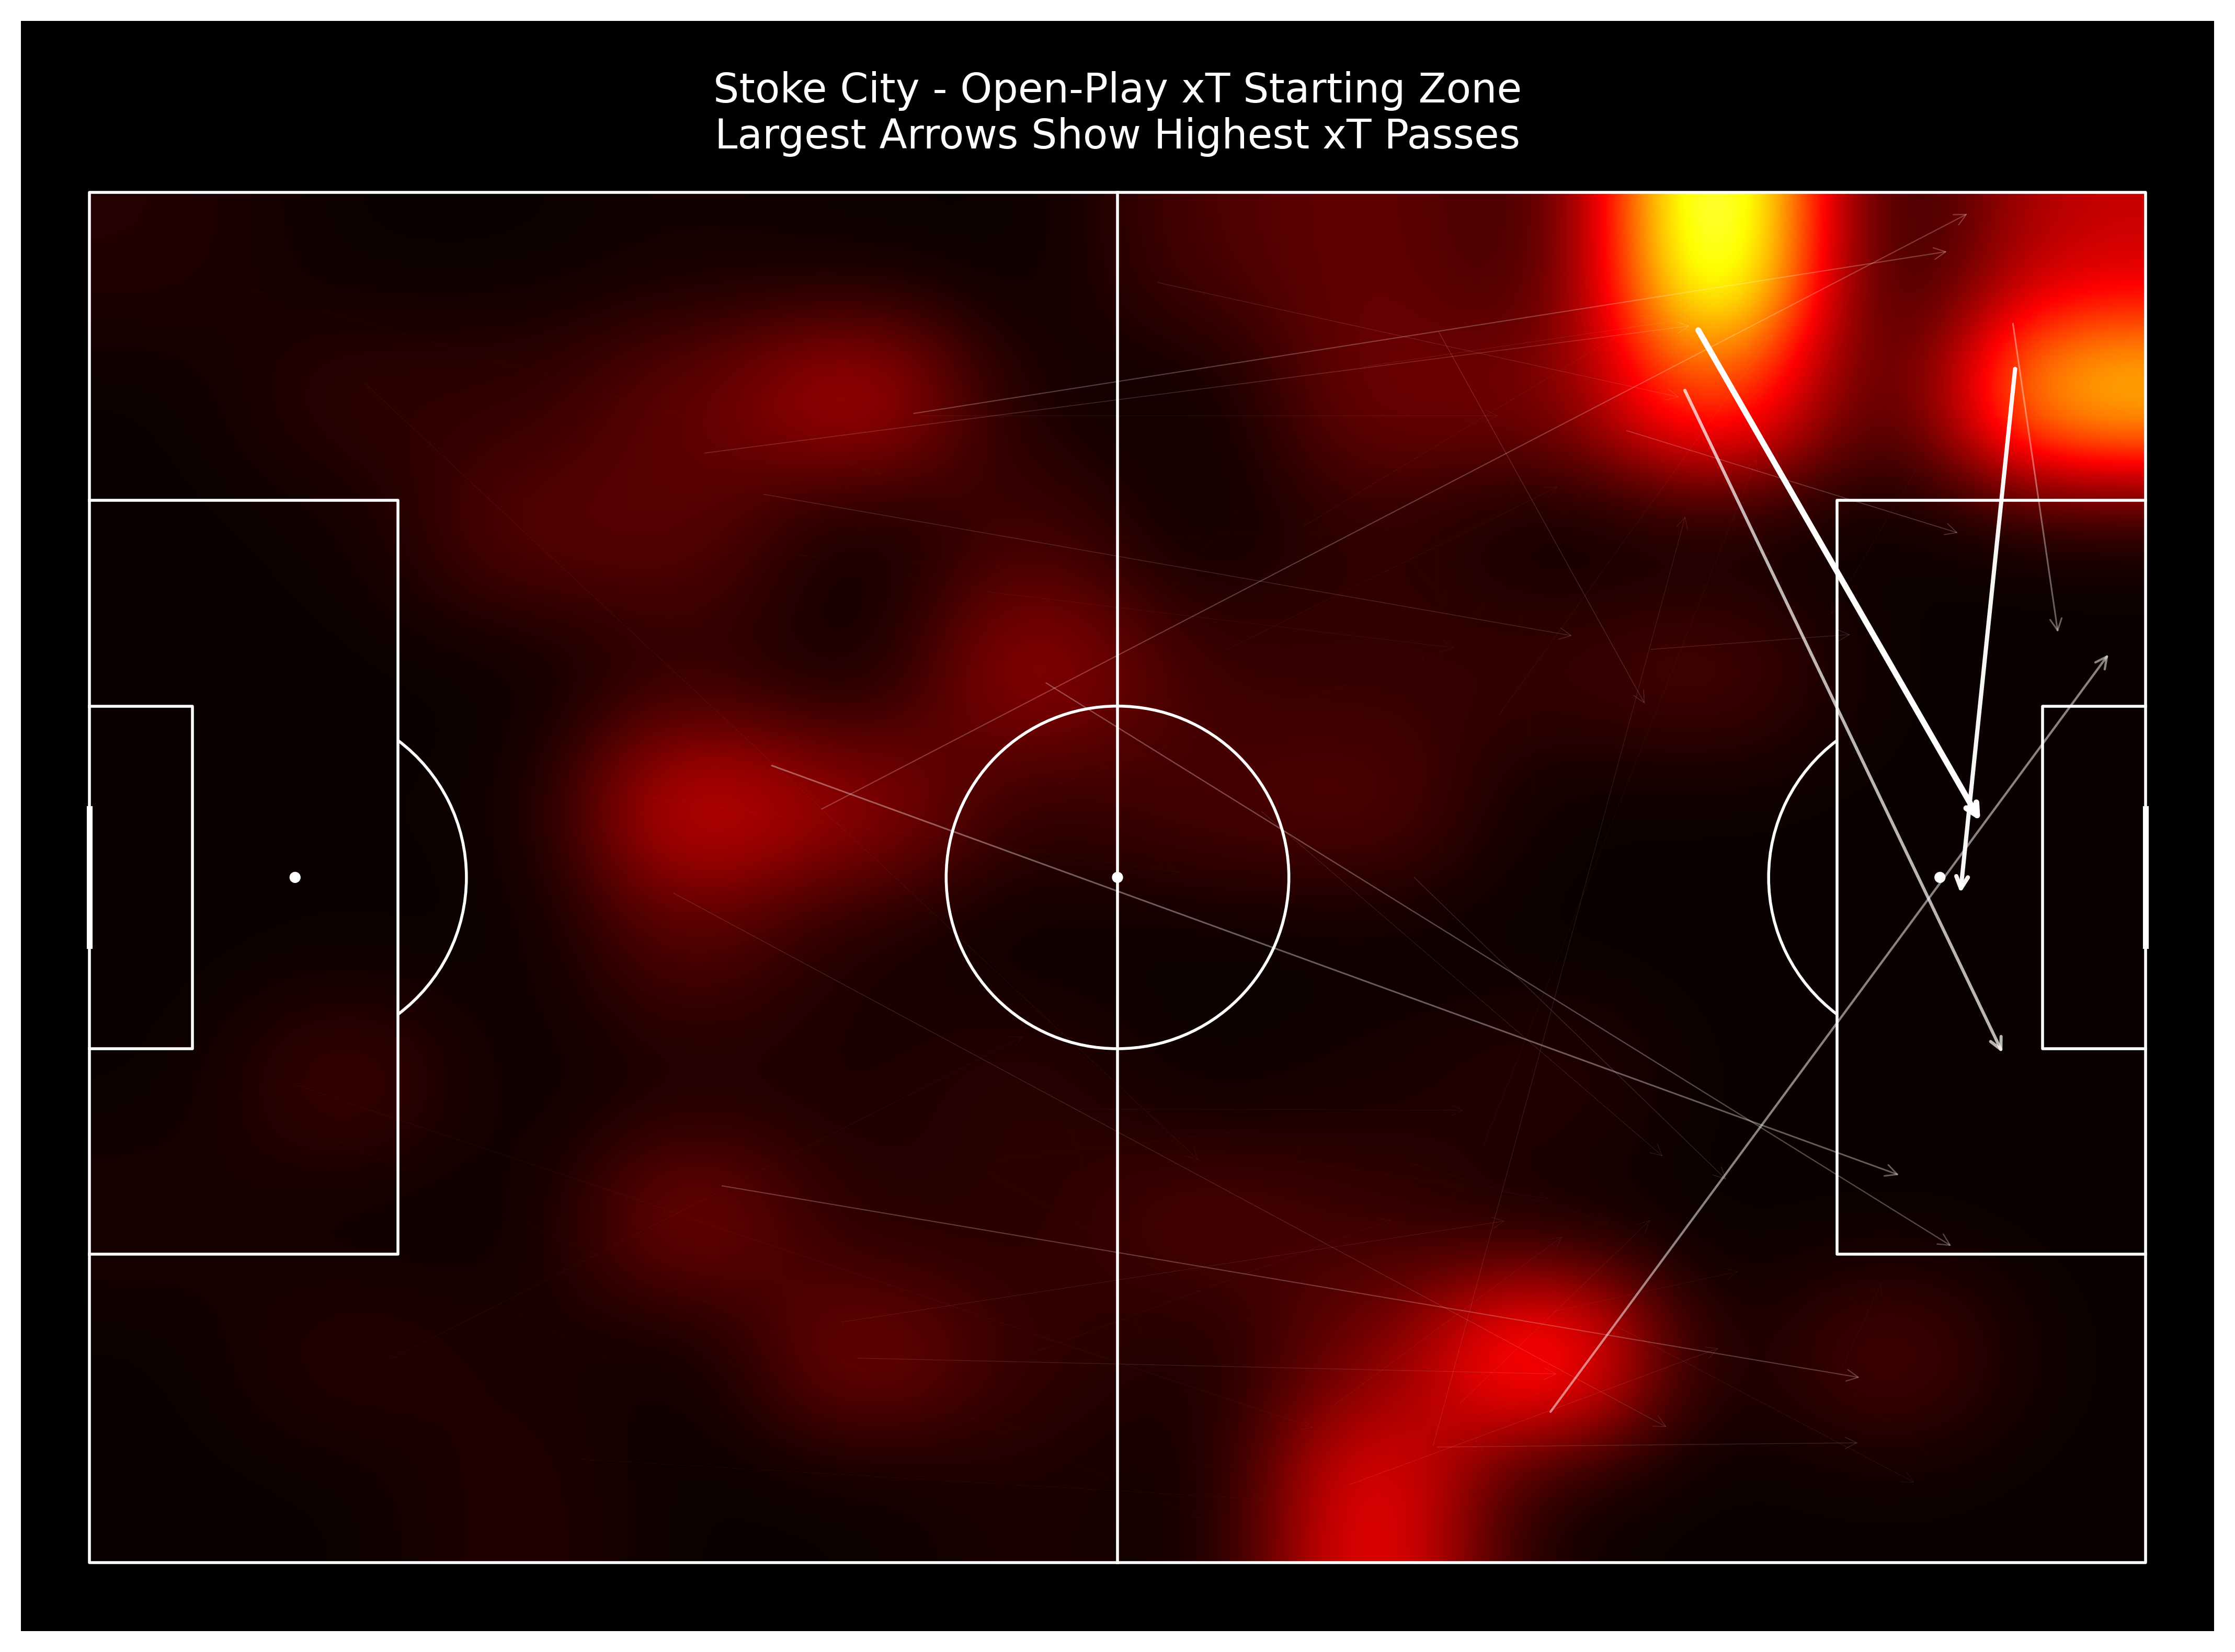 Stoke City - Open-Play xT Starting Zone
Largest Arrows Show Highest xT Passes